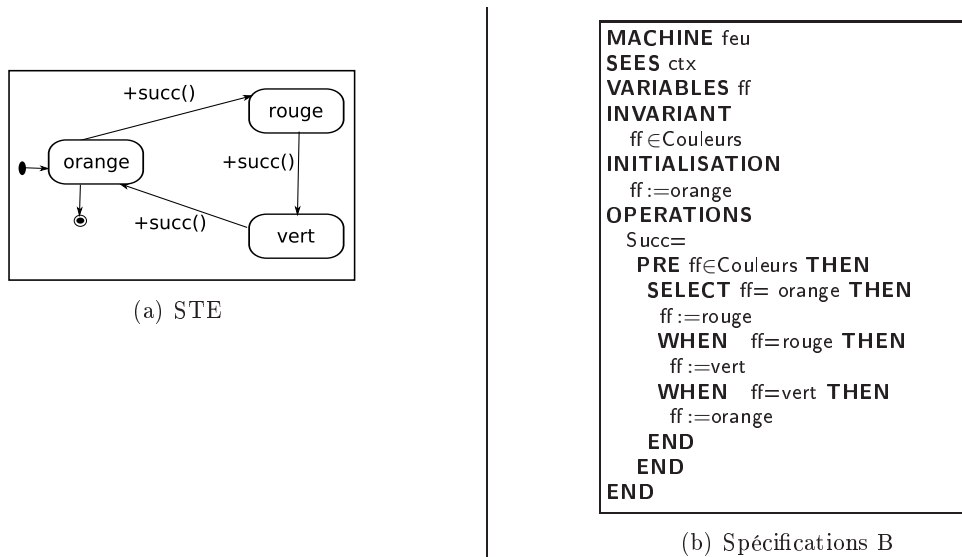 +succ()
rouge
orange
+succ()
+succ()
vert
(a) STE
MACHINE feu
SEES ctx
VARIABLES ff
INVARIANT
ff∈Couleurs
INITIALISATION
ff:=orange
OPERATIONS
Succ=
PRE ff∈Couleurs THEN
SELECT ff= orange THEN
ff:=rouge
WHEN ff=rouge THEN
ff:=vert
WHEN ff=vert THEN
ff:=orange
END
END
END
(b) Spécifications B